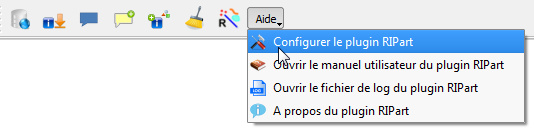 Aide
Configurer le plugin RIPart
Ouvrir le manuel utilisateur du plugin RIPart
Ouvrir le fichier de log du plugin RIPart
A propos du plugin RIPart